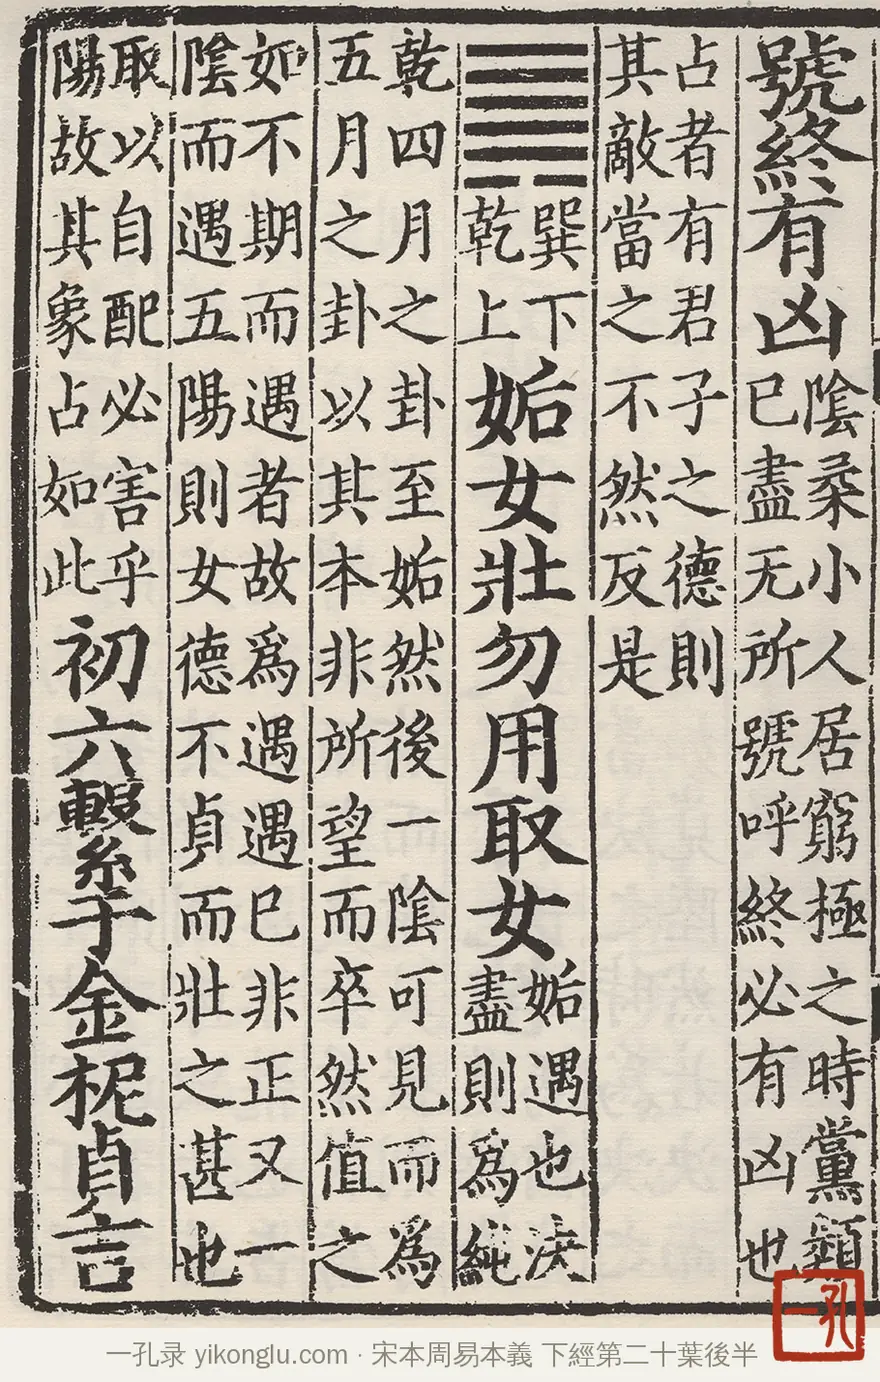 號終有凶
陰柔小人居窮極之時黨類
已盡无所號呼終必有凶也
占者有君子之德則
其敵當之不然反是
䷫
巽下
乾上
姤女壯勿用取女
姤遇也決
盡則爲純
乾四月之卦至姤然後一陰可見而爲
五月之卦以其本非所望而卒然值之
如不期而遇者故爲遇遇已非正又一
陰而遇五陽則女德不貞而壯之甚也
取以自配必害乎
陽故其象占如此
初六繫于金柅貞吉
一孔
一孔录 yikonglu.com · 宋本周易本義 下經第二十葉後半